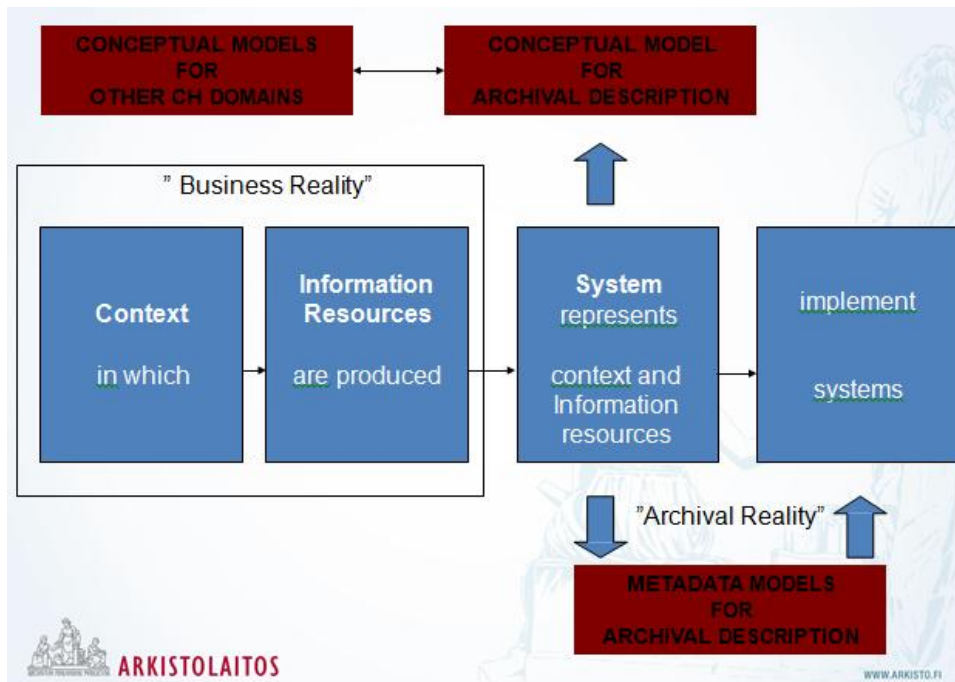 CONCEPTUAL MODELS
FOR
OTHER CH DOMAINS
CONCEPTUAL MODEL
FOR
ARCHIVAL DESCRIPTION
” Business Reality”
Context
in which
Information
Resources
are produced
System
represents
context and
Information
resources
implement
systems
”Archival Reality”
METADATA MODELS
FOR
ARCHIVAL DESCRIPTION
ARKISTOLAITOS
WWW.ARKISTO.FI